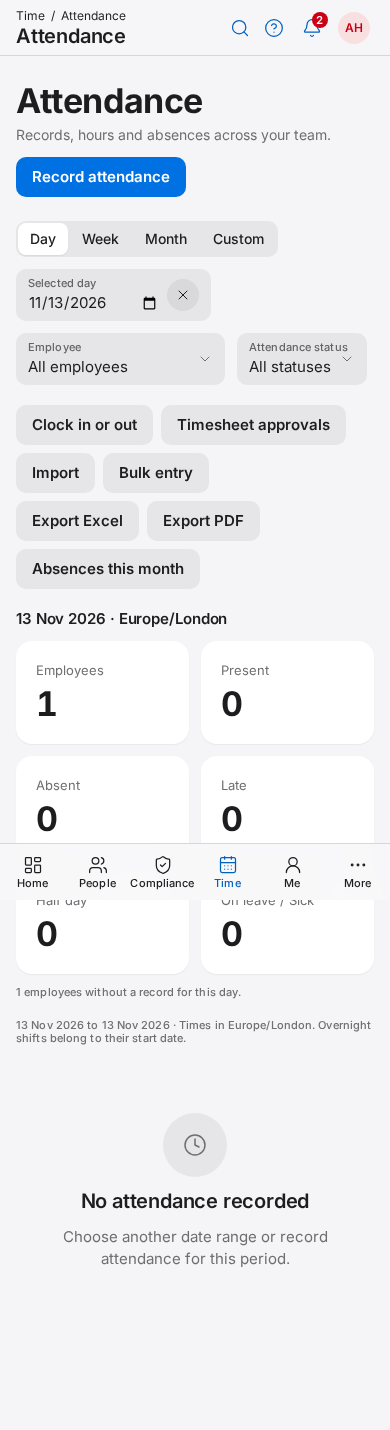 Time / Attendance
Attendance
2
AH
Attendance
Records, hours and absences across your team.
Record attendance
Day Week Month Custom
Selected day
11/13/2026
Employee
All employees
Attendance status
All statuses
Clock in or out
Timesheet approvals
Import
Bulk entry
Export Excel
Export PDF
Absences this month
13 Nov 2026 · Europe/London
Employees
1
Present
0
Absent
0
Late
0
Home
People
Compliance
Time
Me
More
Half day
0
On leave / Sick
0
1 employees without a record for this day.
13 Nov 2026 to 13 Nov 2026 · Times in Europe/London. Overnight
shifts belong to their start date.
No attendance recorded
Choose another date range or record
attendance for this period.